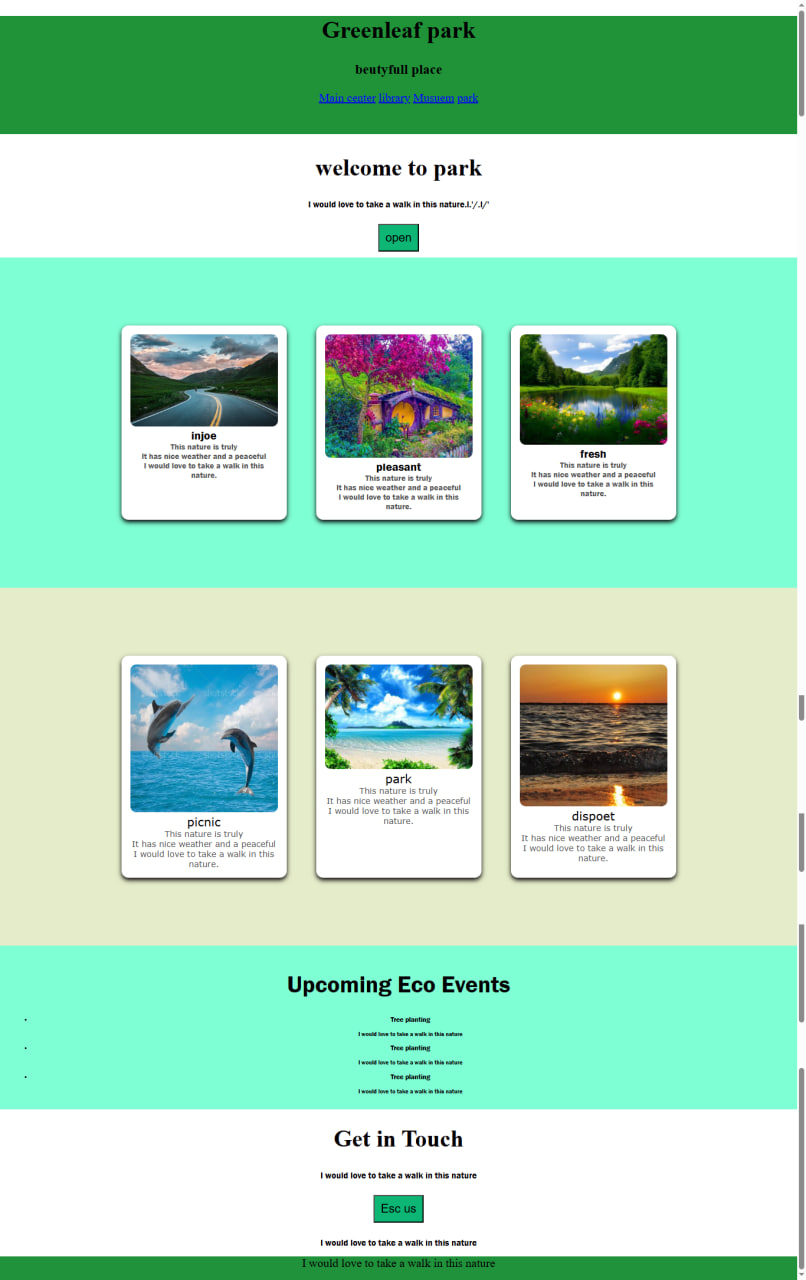 Greenleaf park
beutyfull place
Main center library Musuem park
welcome to park
I would love to take a walk in this nature.l.'/.l/'
open
injoe
This nature is truly
It has nice weather and a peaceful
I would love to take a walk in this
nature.
pleasant
This nature is truly
It has nice weather and a peaceful
I would love to take a walk in this
nature.
fresh
This nature is truly
It has nice weather and a peaceful
I would love to take a walk in this
nature.
picnic
This nature is truly
It has nice weather and a peaceful
I would love to take a walk in this
nature.
park
This nature is truly
It has nice weather and a peaceful
I would love to take a walk in this
nature.
dispoet
This nature is truly
It has nice weather and a peaceful
I would love to take a walk in this
nature.
Upcoming Eco Events
• Tree planting
I would love to take a walk in this nature
• Tree planting
I would love to take a walk in this nature
• Tree planting
I would love to take a walk in this nature
Get in Touch
I would love to take a walk in this nature
Esc us
I would love to take a walk in this nature
I would love to take a walk in this nature